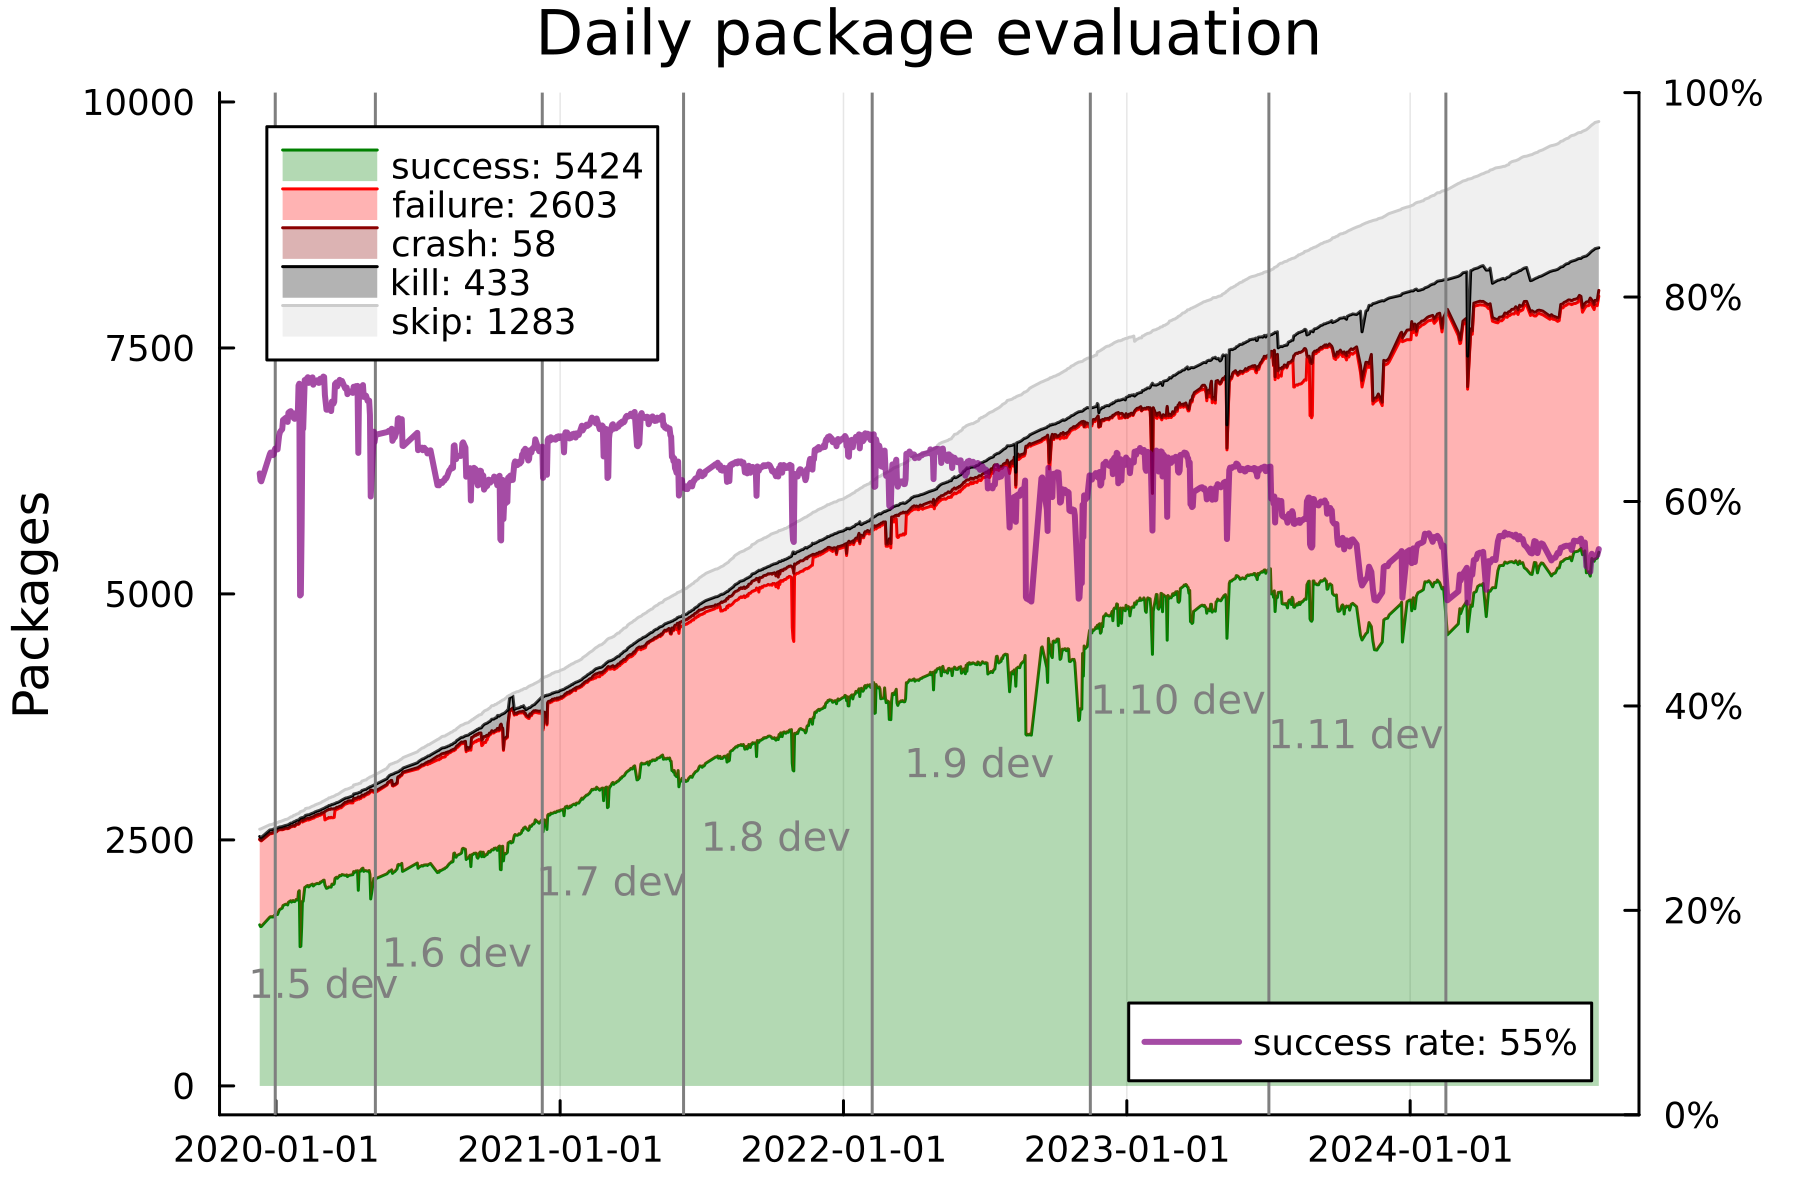 Daily package evaluation
10000
7500
5000
2500
0
Packages
100%
80%
60%
40%
20%
0%
success: 5424
failure: 2603
crash: 58
kill: 433
skip: 1283
1.5 dev
1.6 dev
1.7 dev
1.8 dev
1.9 dev
1.10 dev
1.11 dev
success rate: 55%
2020-01-01
2021-01-01
2022-01-01
2023-01-01
2024-01-01